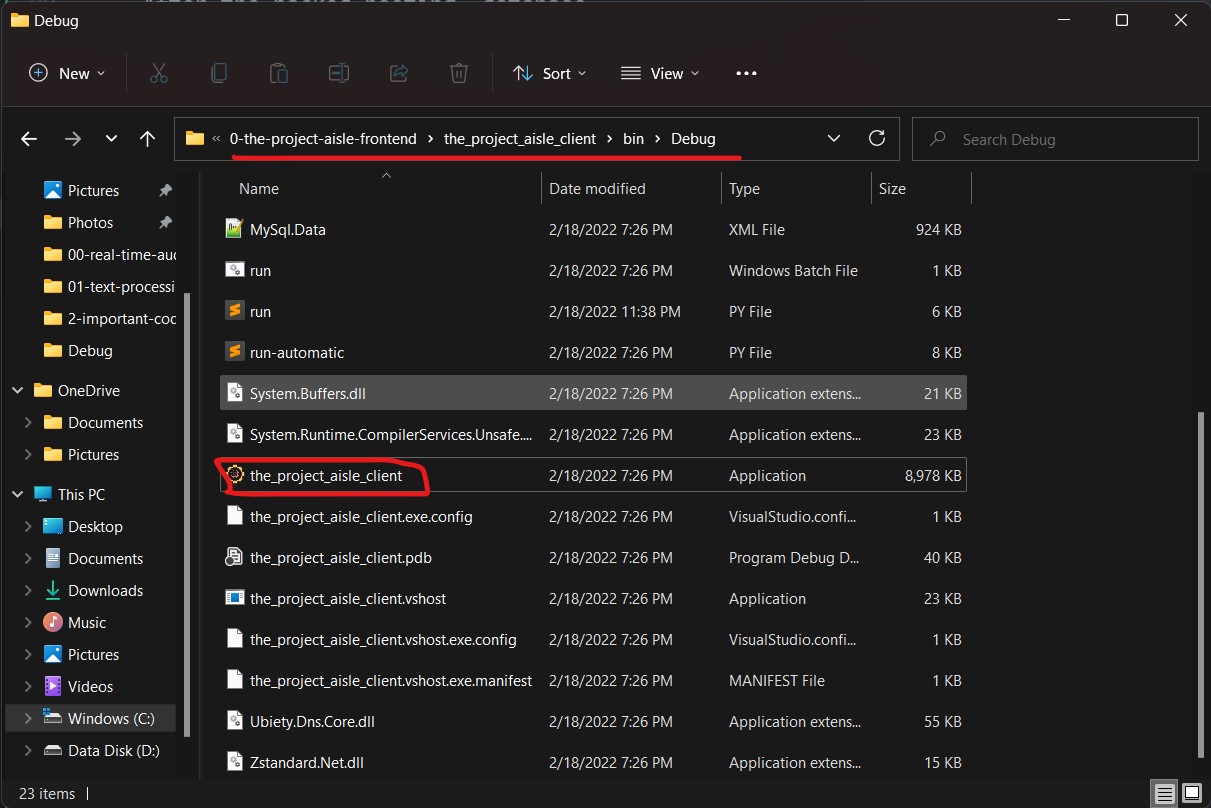 Debug
New
Sort
View
« 0-the-project-aisle-frontend > the_project_aisle_client > bin > Debug
Search Debug
Pictures
Photos
00-real-time-auc
01-text-processi
2-important-coc
Debug
OneDrive
Documents
Pictures
This PC
Desktop
Documents
Downloads
Music
Pictures
Videos
Windows (C:)
Data Disk (D:)
Name Date modified Type Size
MySql.Data 2/18/2022 7:26 PM XML File 924 KB
run 2/18/2022 7:26 PM Windows Batch File 1 KB
run 2/18/2022 11:38 PM PY File 6 KB
run-automatic 2/18/2022 7:26 PM PY File 8 KB
System.Buffers.dll 2/18/2022 7:26 PM Application extens... 21 KB
System.Runtime.CompilerServices.Unsafe.... 2/18/2022 7:26 PM Application extens... 23 KB
the_project_aisle_client 2/18/2022 7:26 PM Application 8,978 KB
the_project_aisle_client.exe.config 2/18/2022 7:26 PM VisualStudio.confi... 1 KB
the_project_aisle_client.pdb 2/18/2022 7:26 PM Program Debug D... 40 KB
the_project_aisle_client.vshost 2/18/2022 7:26 PM Application 23 KB
the_project_aisle_client.vshost.exe.config 2/18/2022 7:26 PM VisualStudio.confi... 1 KB
the_project_aisle_client.vshost.exe.manifest 2/18/2022 7:26 PM MANIFEST File 1 KB
Ubiety.Dns.Core.dll 2/18/2022 7:26 PM Application extens... 55 KB
Zstandard.Net.dll 2/18/2022 7:26 PM Application extens... 15 KB
23 items